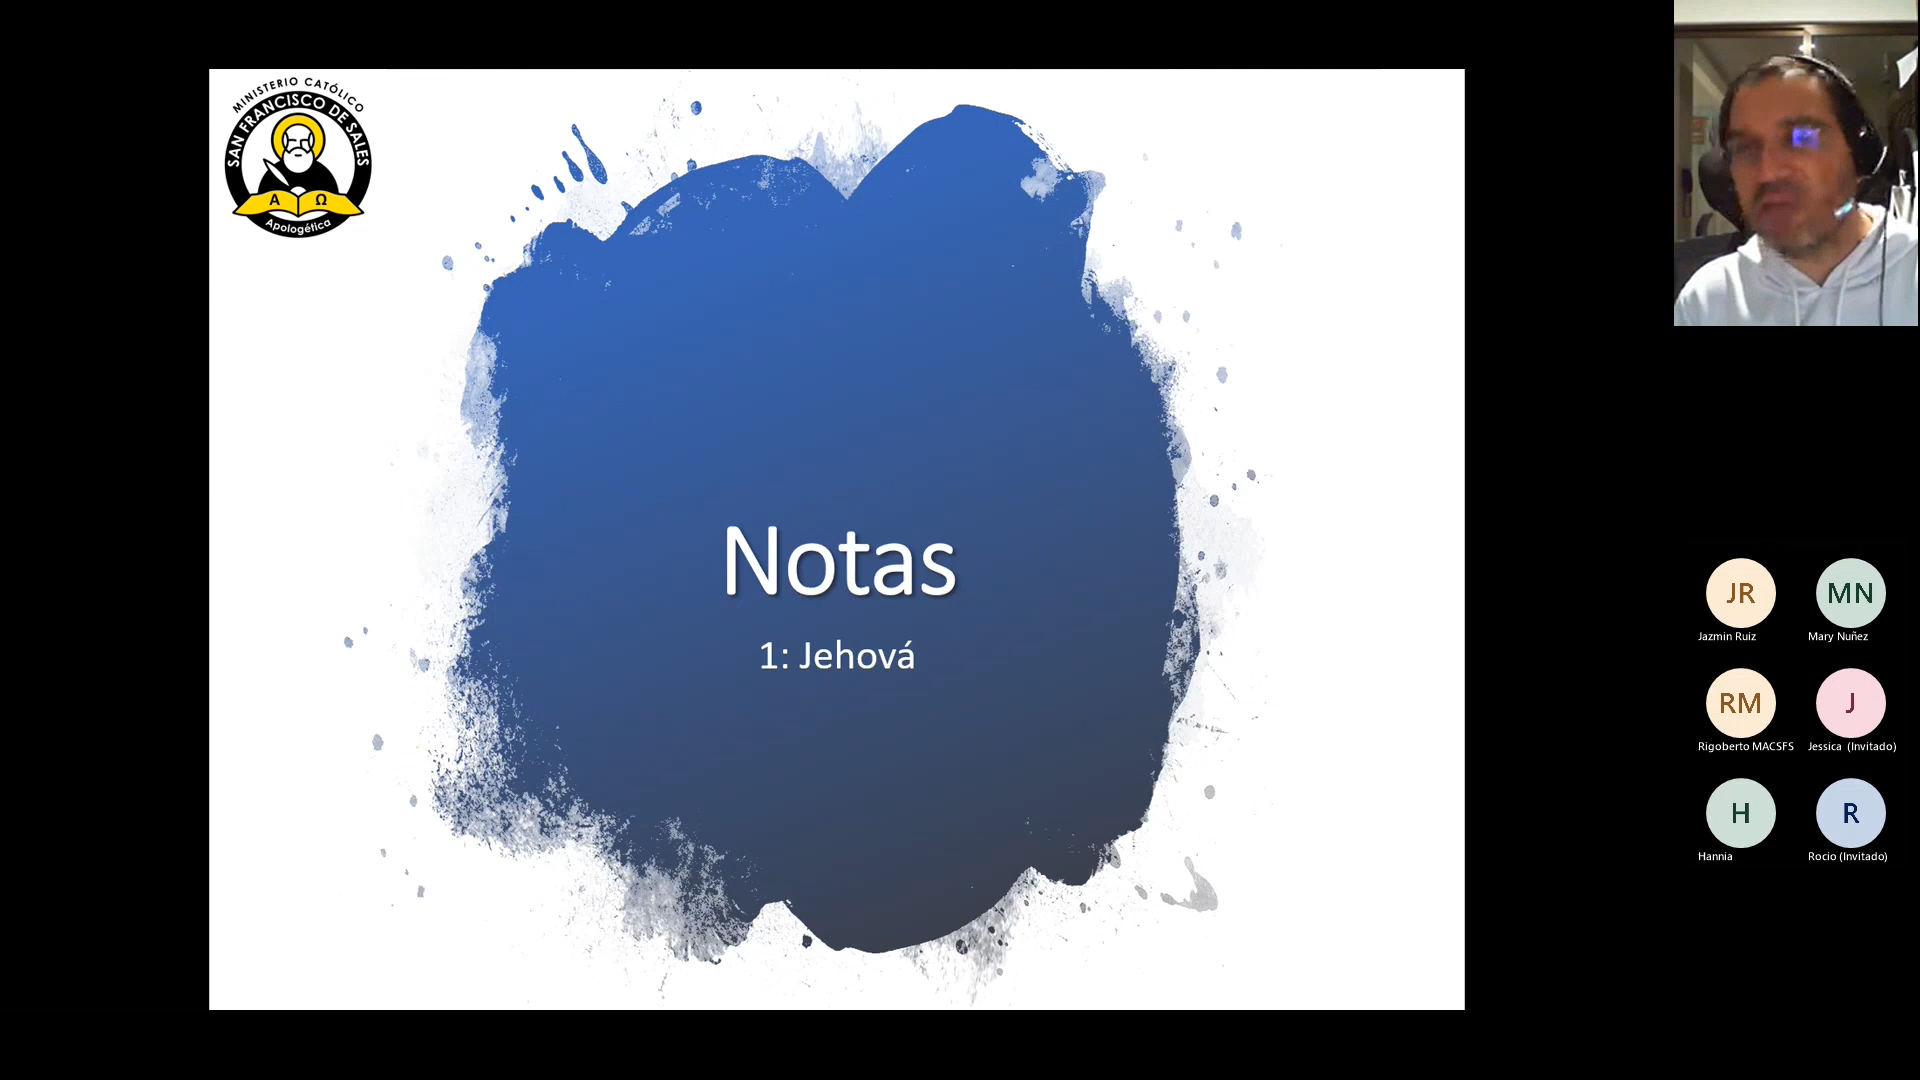 MINISTERIO CATÓLICO
SAN FRANCISCO DE SALES
Α Ω
Apologética
Notas
1: Jehová
JR
MN
Jazmin Ruiz
Mary Nuñez
RM
J
Rigoberto MACSFS
Jessica (Invitado)
H
R
Hannia
Rocio (Invitado)